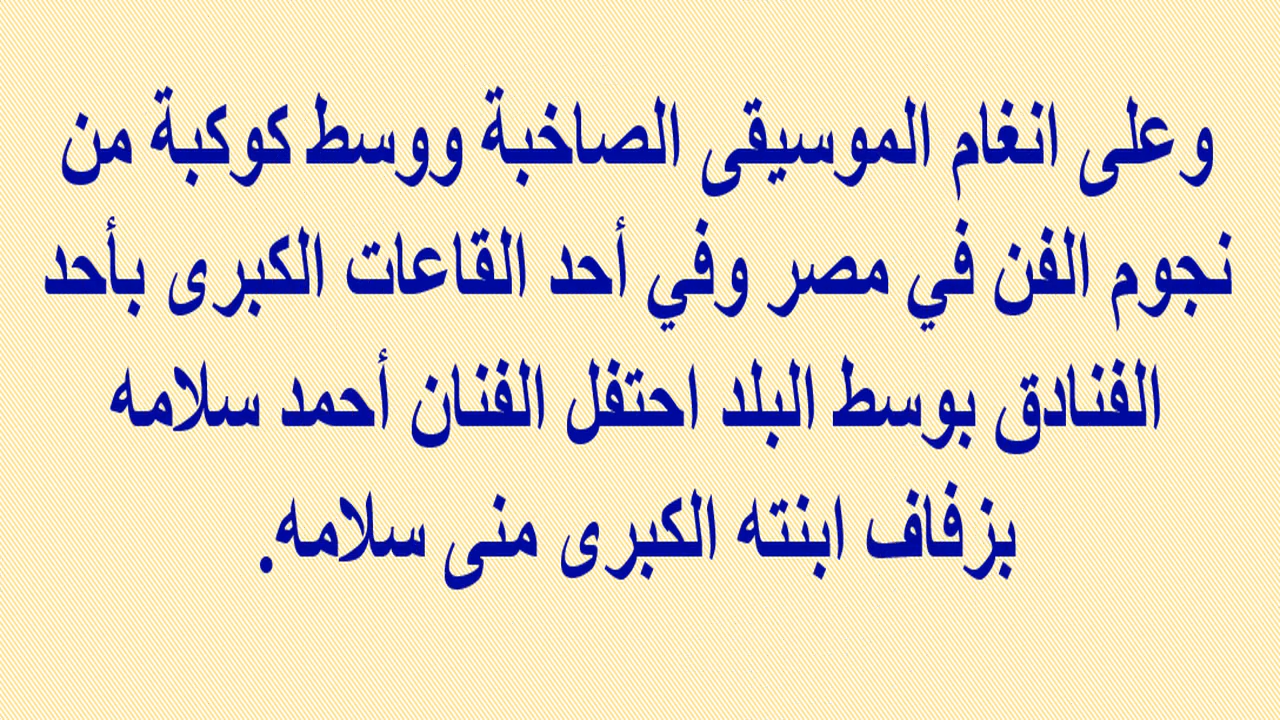 وعلى انغام الموسيقى الصاخبة ووسط كوكبة من
نجوم الفن في مصر وفي أحد القاعات الكبرى بأحد
الفنادق بوسط البلد احتفل الفنان أحمد سلامه
بزفاف ابنته الكبرى منى سلامه.